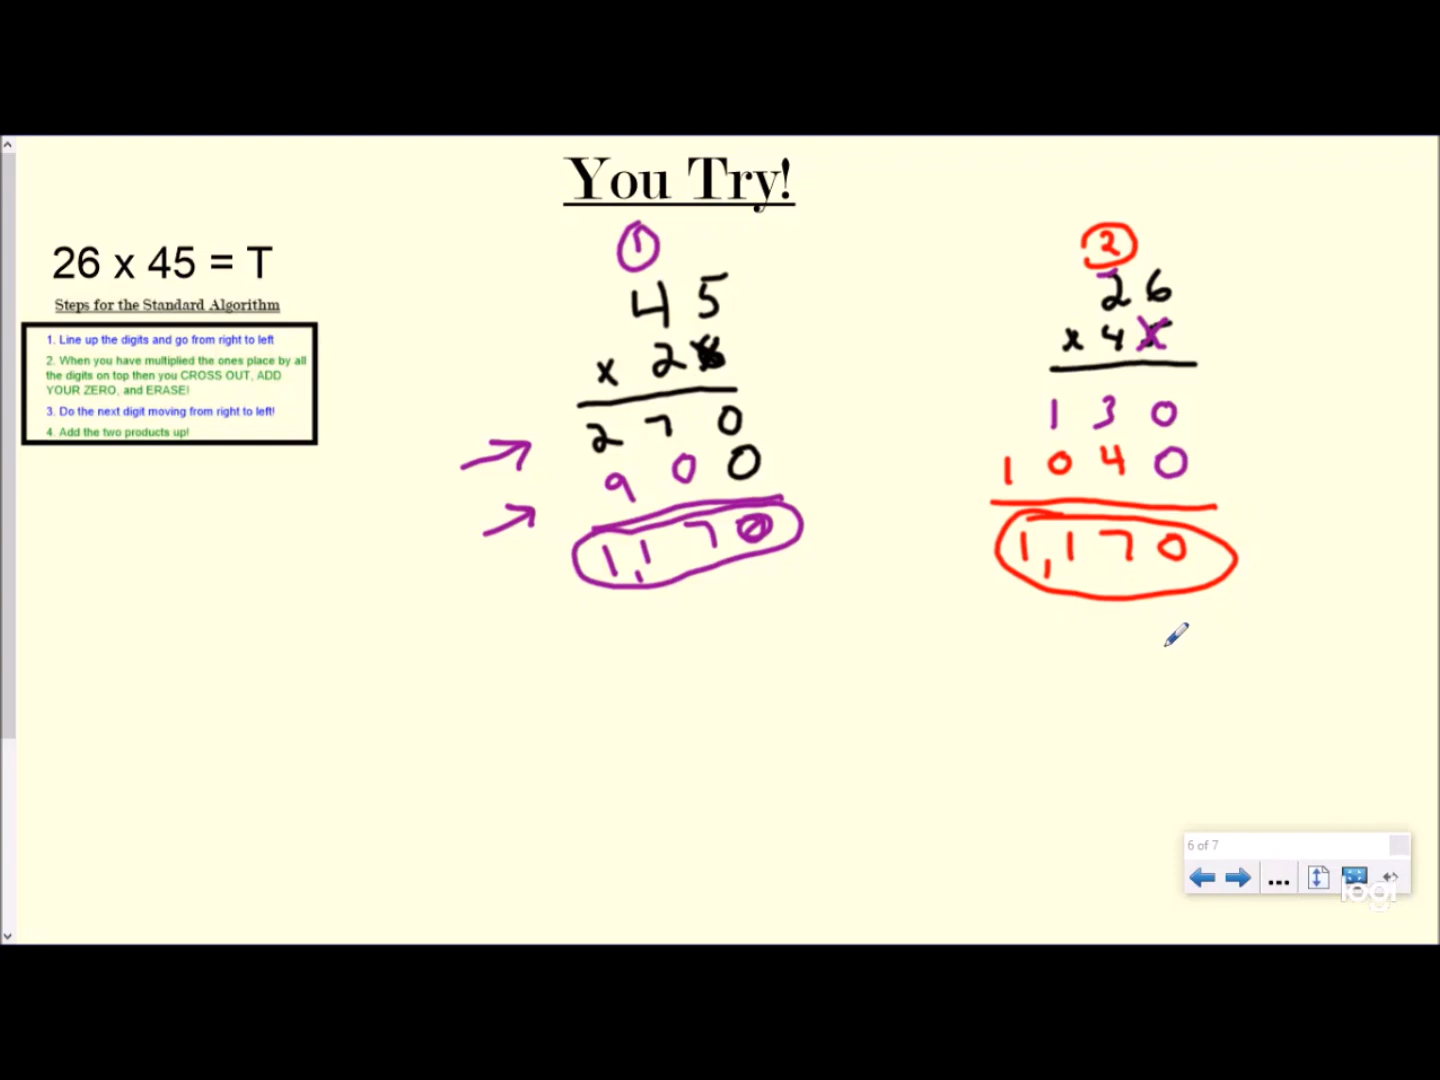 You Try!
26 x 45 = T
Steps for the Standard Algorithm
1. Line up the digits and go from right to left
2. When you have multiplied the ones place by all
the digits on top then you CROSS OUT, ADD
YOUR ZERO, and ERASE!
3. Do the next digit moving from right to left!
4. Add the two products up!
1
45
x 26
270
900
1,170
2
26
x 45
130
1040
1,170
6 of 7
...
logi